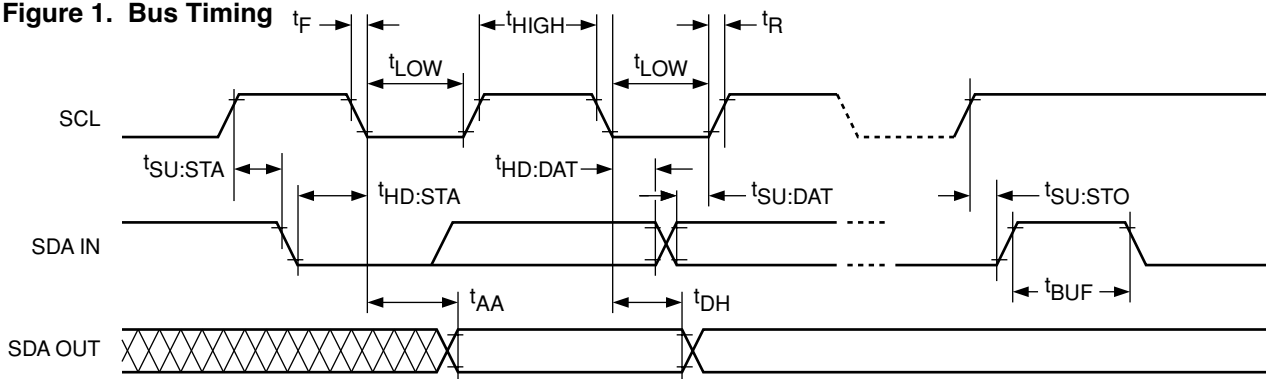 Figure 1. Bus Timing
tF
tHIGH
tR
tLOW
tLOW
SCL
tSU:STA
tHD:STA
tHD:DAT
tSU:DAT
tSU:STO
SDA IN
tBUF
tAA
tDH
SDA OUT